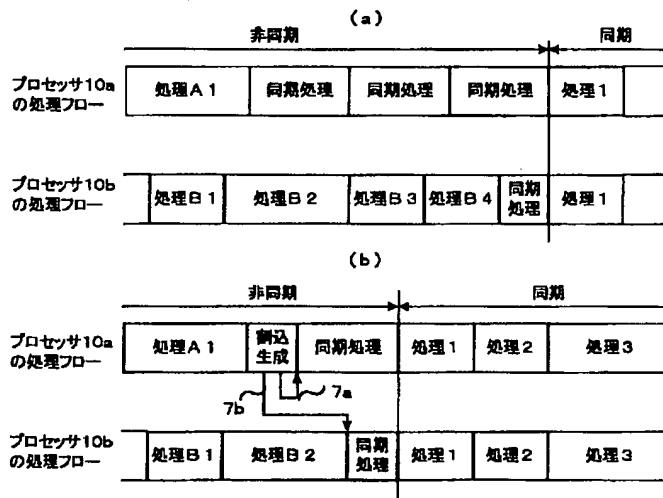 (a)
非同期 同期
プロセッサ10a
の処理フロー
処理A1 同期処理 同期処理 同期処理 処理1
プロセッサ10b
の処理フロー
処理B1 処理B2 処理B3 処理B4 同期
処理 処理1
(b)
非同期 同期
プロセッサ10a
の処理フロー
処理A1 割込
生成 同期処理 処理1 処理2 処理3
7b 7a
プロセッサ10b
の処理フロー
処理B1 処理B2 同期
処理 処理1 処理2 処理3